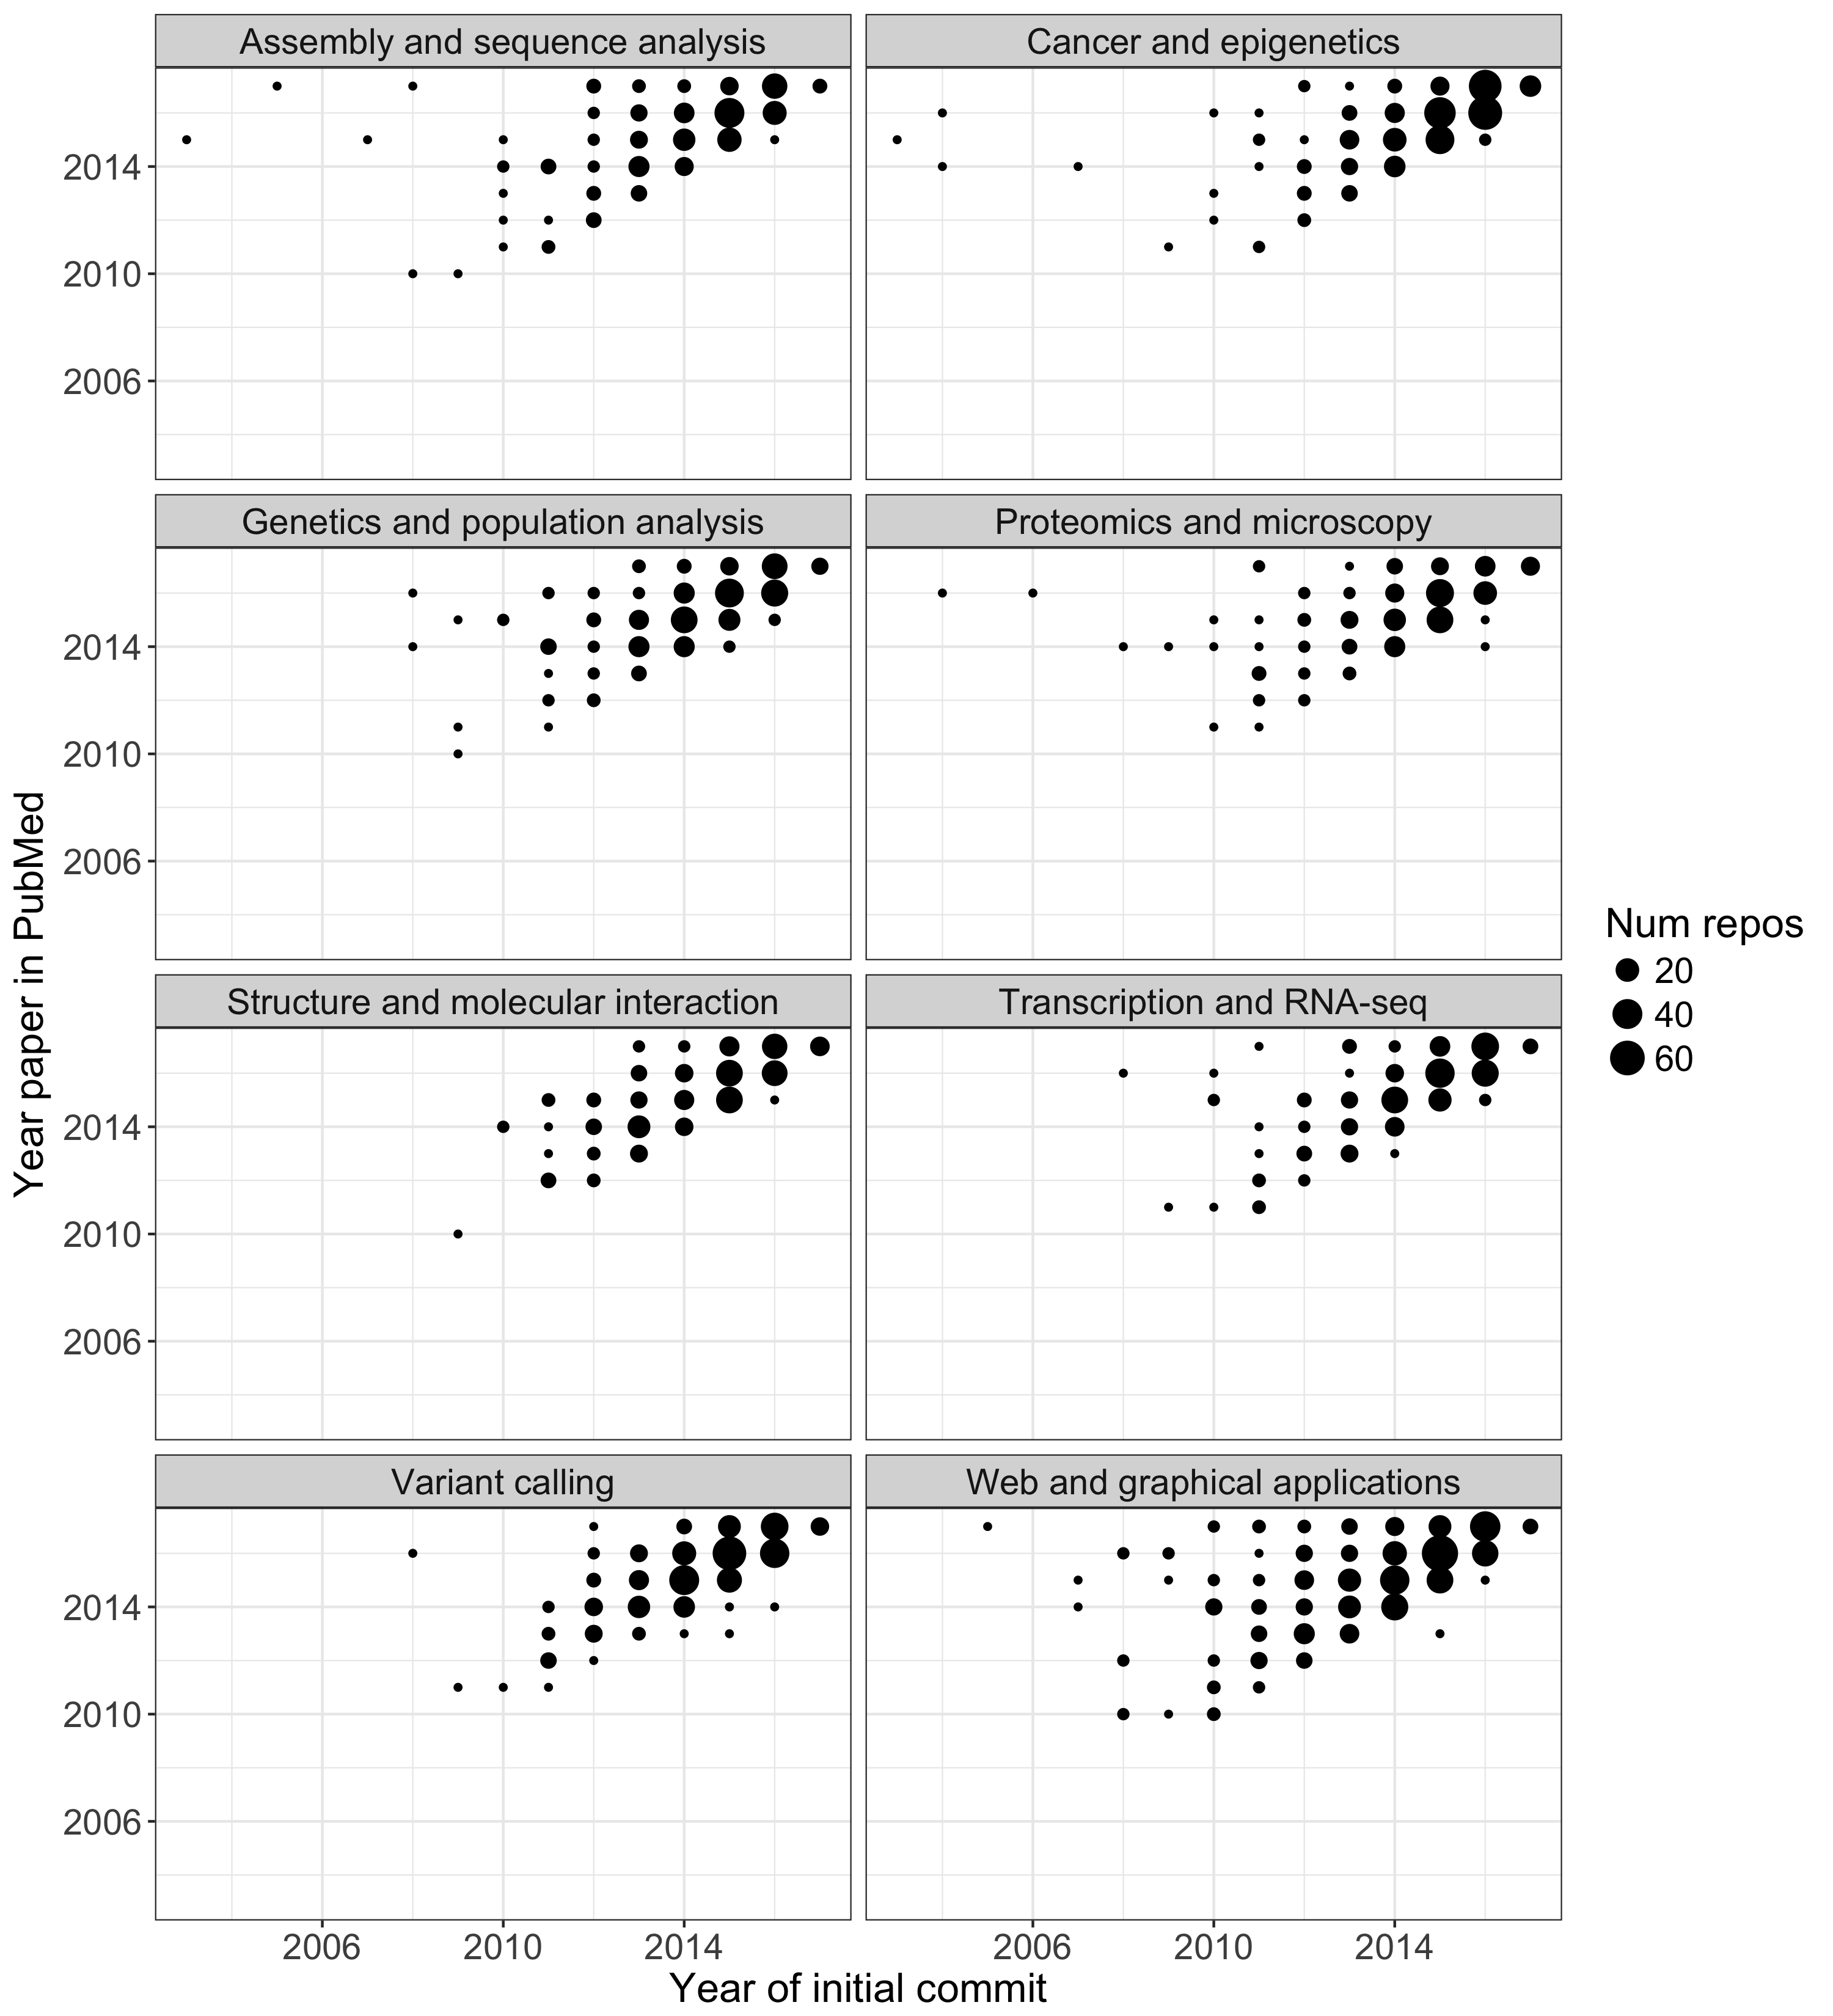 Assembly and sequence analysis
Cancer and epigenetics
2014
2010
2006
Genetics and population analysis
Proteomics and microscopy
2014
2010
2006
Year paper in PubMed
Num repos
20
40
60
Structure and molecular interaction
Transcription and RNA-seq
2014
2010
2006
Variant calling
Web and graphical applications
2014
2010
2006
2006 2010 2014 2006 2010 2014
Year of initial commit